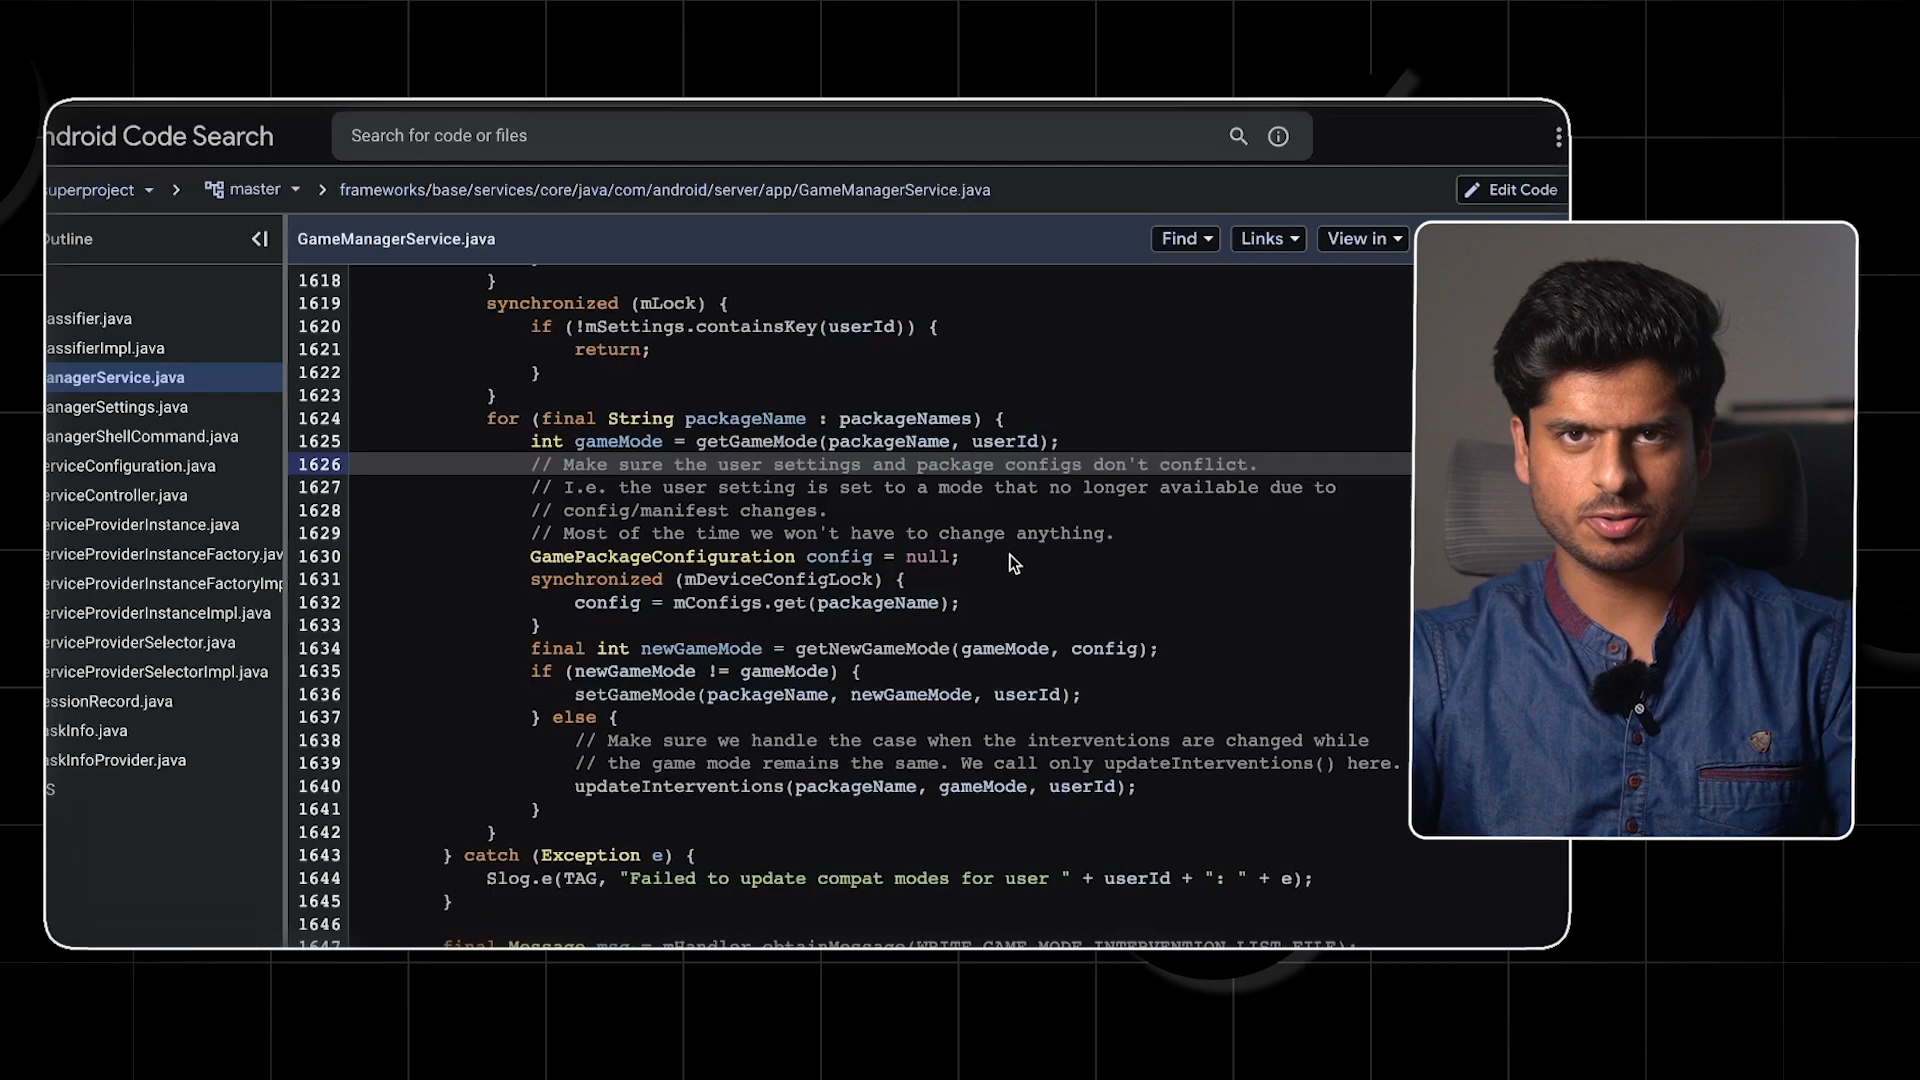 ndroid Code Search
Search for code or files
uperproject
master
frameworks/base/services/core/java/com/android/server/app/GameManagerService.java
Edit Code
Outline
GameManagerService.java
Find
Links
View in
assifier.java
assifierImpl.java
anagerService.java
anagerSettings.java
anagerShellCommand.java
erviceConfiguration.java
erviceController.java
erviceProviderInstance.java
erviceProviderInstanceFactory.jav
erviceProviderInstanceFactoryImp
erviceProviderInstanceImpl.java
erviceProviderSelector.java
erviceProviderSelectorImpl.java
essionRecord.java
askInfo.java
askInfoProvider.java
S
1618 }
1619 synchronized (mLock) {
1620 if (!mSettings.containsKey(userId)) {
1621 return;
1622 }
1623 }
1624 for (final String packageName : packageNames) {
1625 int gameMode = getGameMode(packageName, userId);
1626 // Make sure the user settings and package configs don't conflict.
1627 // I.e. the user setting is set to a mode that no longer available due to
1628 // config/manifest changes.
1629 // Most of the time we won't have to change anything.
1630 GamePackageConfiguration config = null;
1631 synchronized (mDeviceConfigLock) {
1632 config = mConfigs.get(packageName);
1633 }
1634 final int newGameMode = getNewGameMode(gameMode, config);
1635 if (newGameMode != gameMode) {
1636 setGameMode(packageName, newGameMode, userId);
1637 } else {
1638 // Make sure we handle the case when the interventions are changed while
1639 // the game mode remains the same. We call only updateInterventions() here.
1640 updateInterventions(packageName, gameMode, userId);
1641 }
1642 }
1643 } catch (Exception e) {
1644 Slog.e(TAG, "Failed to update compat modes for user " + userId + ": " + e);
1645 }
1646
1647 final Message msg = mHandler.obtainMessage(WRITE_GAME_MODE_INTERVENTION_LIST_FILE);